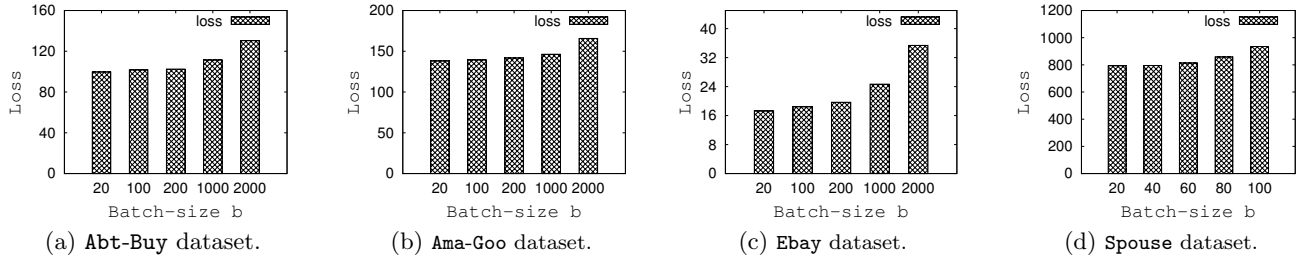 160
120
80
40
0
Loss
loss
20 100 200 1000 2000
Batch-size b
(a) Abt-Buy dataset.
200
150
100
50
0
Loss
loss
20 100 200 1000 2000
Batch-size b
(b) Ama-Goo dataset.
40
32
24
16
8
0
Loss
loss
20 100 200 1000 2000
Batch-size b
(c) Ebay dataset.
1200
1000
800
600
400
200
0
Loss
loss
20 40 60 80 100
Batch-size b
(d) Spouse dataset.